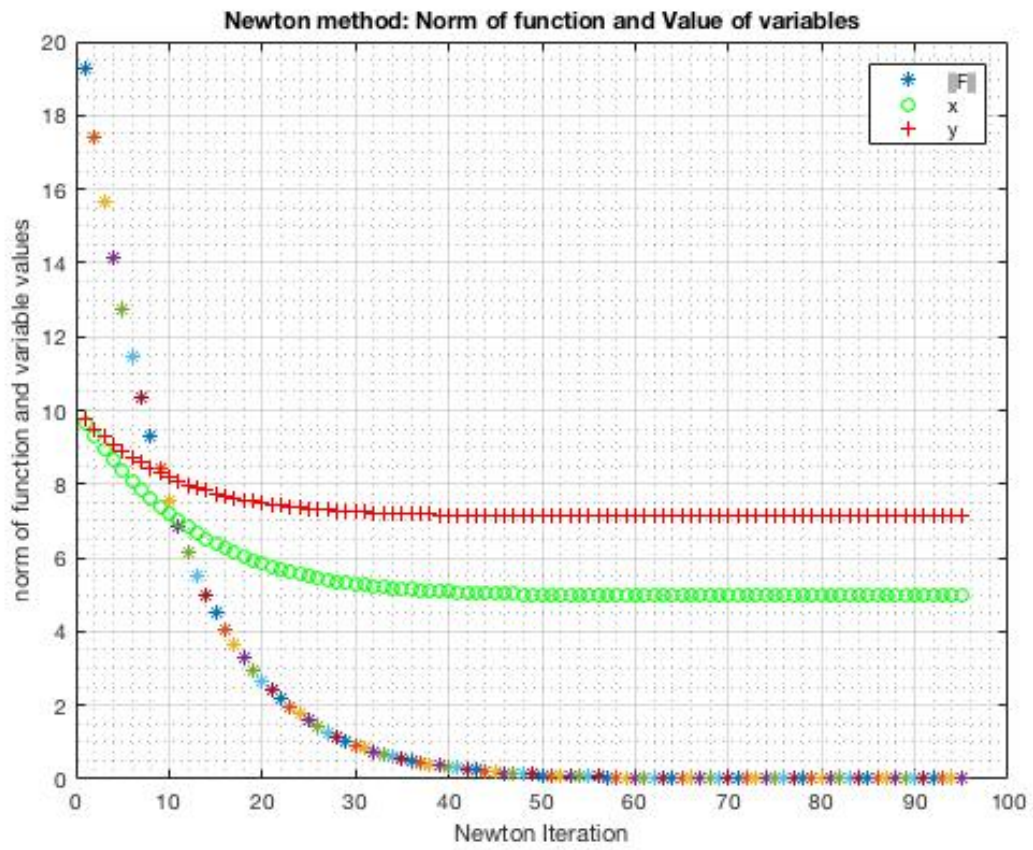 Newton method: Norm of function and Value of variables
20
18
16
14
12
10
8
6
4
2
0
norm of function and variable values
‖F‖
x
y
0 10 20 30 40 50 60 70 80 90 100
Newton Iteration